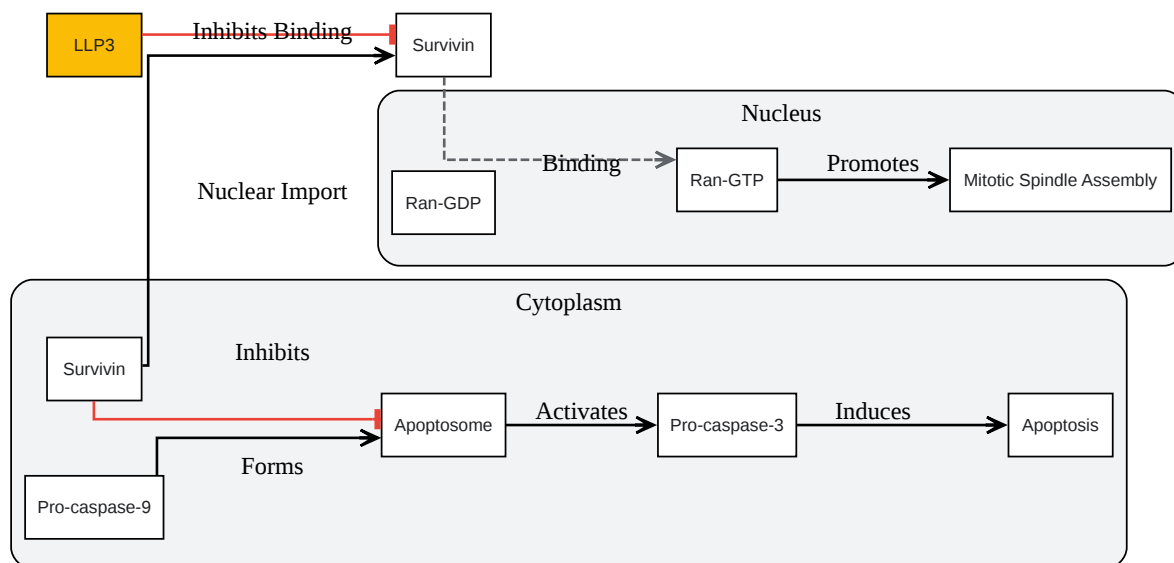 LLP3
Inhibits Binding
Survivin
Nucleus
Binding
Ran-GTP
Promotes
Mitotic Spindle Assembly
Nuclear Import
Ran-GDP
Cytoplasm
Survivin
Inhibits
Apoptosome
Activates
Pro-caspase-3
Induces
Apoptosis
Forms
Pro-caspase-9